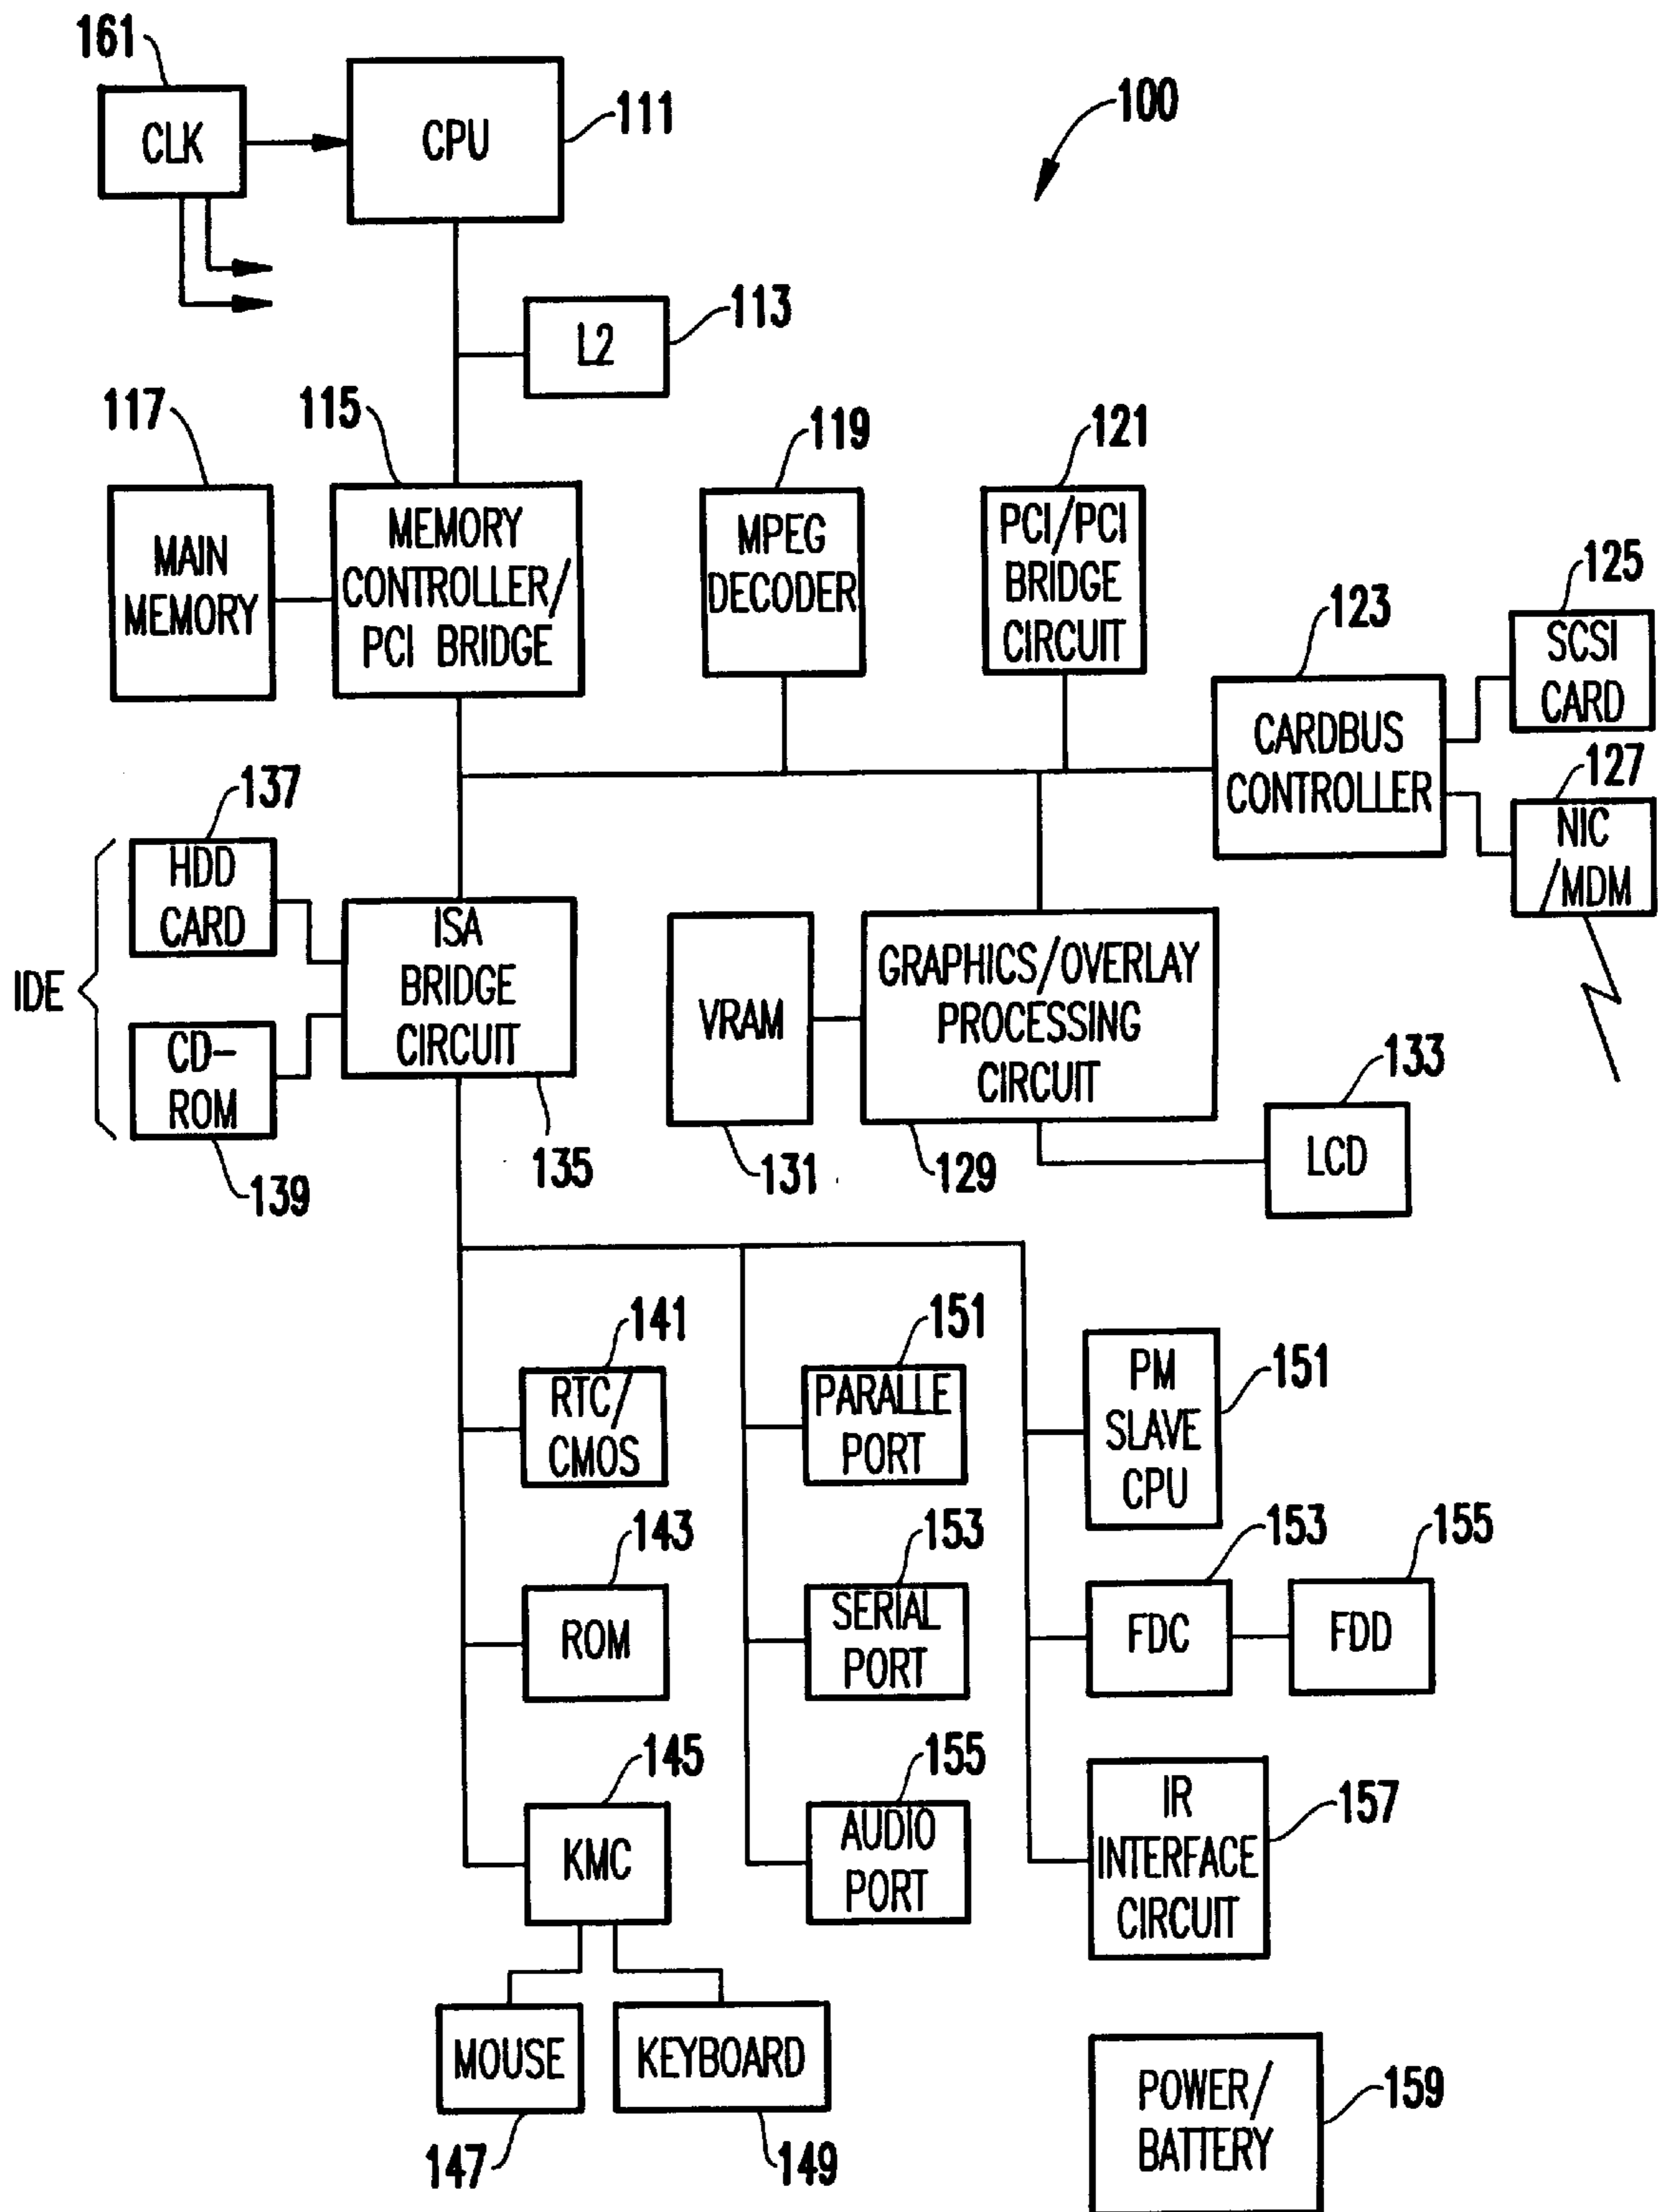 161
CLK
CPU
111
100
L2
113
117
115
119
121
MAIN
MEMORY
MEMORY
CONTROLLER/
PCI BRIDGE
MPEG
DECODER
PCI/PCI
BRIDGE
CIRCUIT
123
125
SCSI
CARD
CARDBUS
CONTROLLER
127
NIC
/MDM
137
HDD
CARD
IDE
CD-
ROM
139
ISA
BRIDGE
CIRCUIT
135
VRAM
131
GRAPHICS/OVERLAY
PROCESSING
CIRCUIT
129
133
LCD
141
RTC/
CMOS
151
PARALLE
PORT
PM
SLAVE
CPU
151
143
ROM
153
SERIAL
PORT
153
FDC
155
FDD
145
KMC
155
AUDIO
PORT
IR
INTERFACE
CIRCUIT
157
MOUSE
147
KEYBOARD
149
POWER/
BATTERY
159